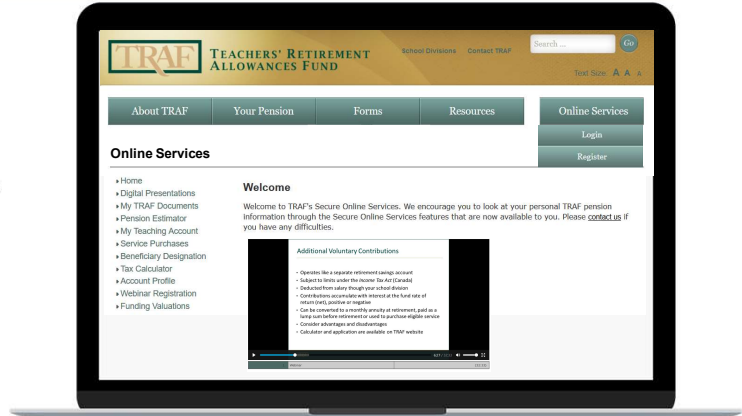 TRAF
TEACHERS' RETIREMENT
ALLOWANCES FUND
School Divisions Contact TRAF
Search ... Go
Text Size A A A
About TRAF Your Pension Forms Resources Online Services
Login
Register
Online Services
Home
Digital Presentations
My TRAF Documents
Pension Estimator
My Teaching Account
Service Purchases
Beneficiary Designation
Tax Calculator
Account Profile
Webinar Registration
Funding Valuations
Welcome
Welcome to TRAF's Secure Online Services. We encourage you to look at your personal TRAF pension
information through the Secure Online Services features that are now available to you. Please contact us if
you have any difficulties.
Additional Voluntary Contributions
• Operates like a separate retirement savings account
• Subject to limits under the Income Tax Act (Canada)
• Deducted from salary though your school division
• Contributions accumulate with interest at the fund rate of
return (net), positive or negative
• Can be converted to a monthly annuity at retirement, paid as a
lump sum before retirement or used to purchase eligible service
• Consider advantages and disadvantages
• Calculator and application are available on TRAF website